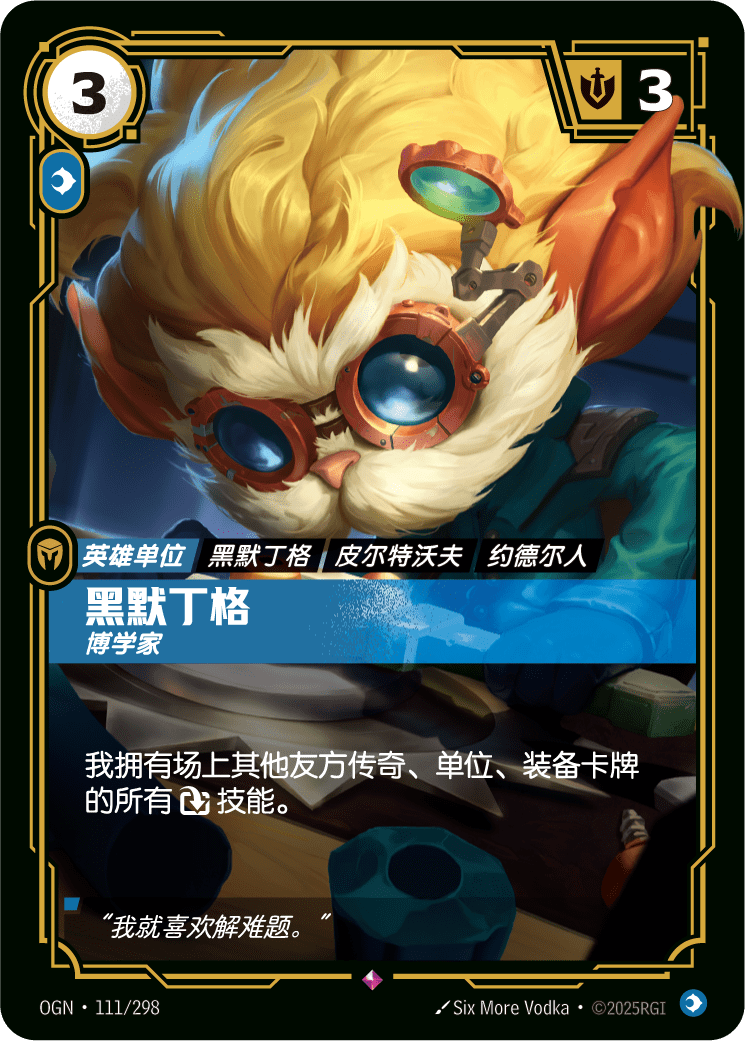 3
3
英雄单位 黑默丁格 皮尔特沃夫 约德尔人
黑默丁格
博学家
我拥有场上其他友方传奇、单位、装备卡牌
的所有 技能。
“我就喜欢解难题。”
OGN • 111/298
Six More Vodka • ©2025RGI